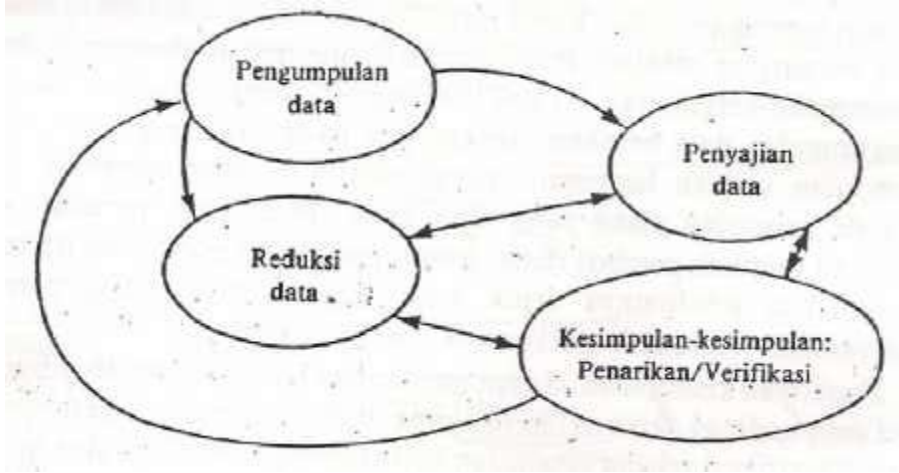 Pengumpulan
data
Penyajian
data
Reduksi
data
Kesimpulan-kesimpulan:
Penarikan/Verifikasi